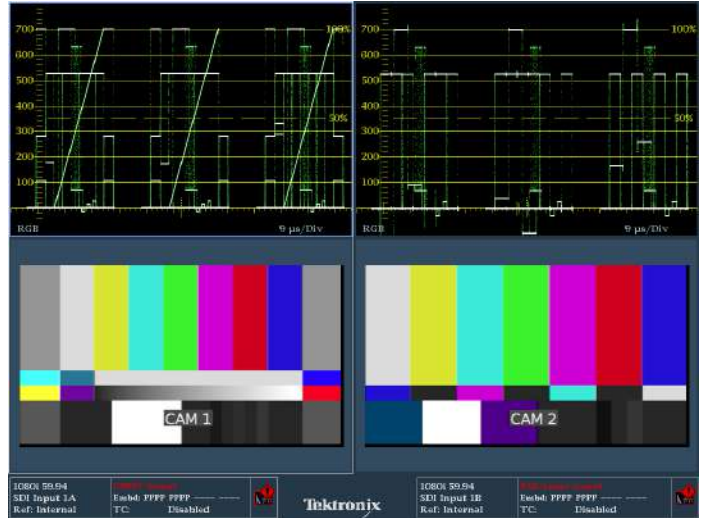 700
600
500
400
300
200
100
100%
50%
RGB
9 µs/Div
700
600
500
400
300
200
100
100%
50%
RGB
9 µs/Div
CAM 1
CAM 2
1080i 59.94
SDI Input 1A
Ref: Internal
Embd: PPPP PPPP ---- ----
TC: Disabled
Tektronix
1080i 59.94
SDI Input 1B
Ref: Internal
Embd: PPPP PPPP ---- ----
TC: Disabled